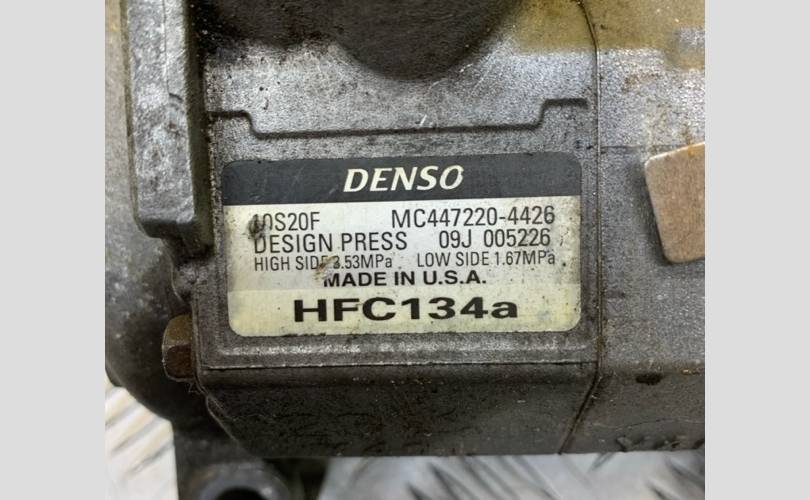 DENSO
10S20F MC447220-4426
DESIGN PRESS 09J 005226
HIGH SIDE 3.53MPa LOW SIDE 1.67MPa
MADE IN U.S.A.
HFC134a